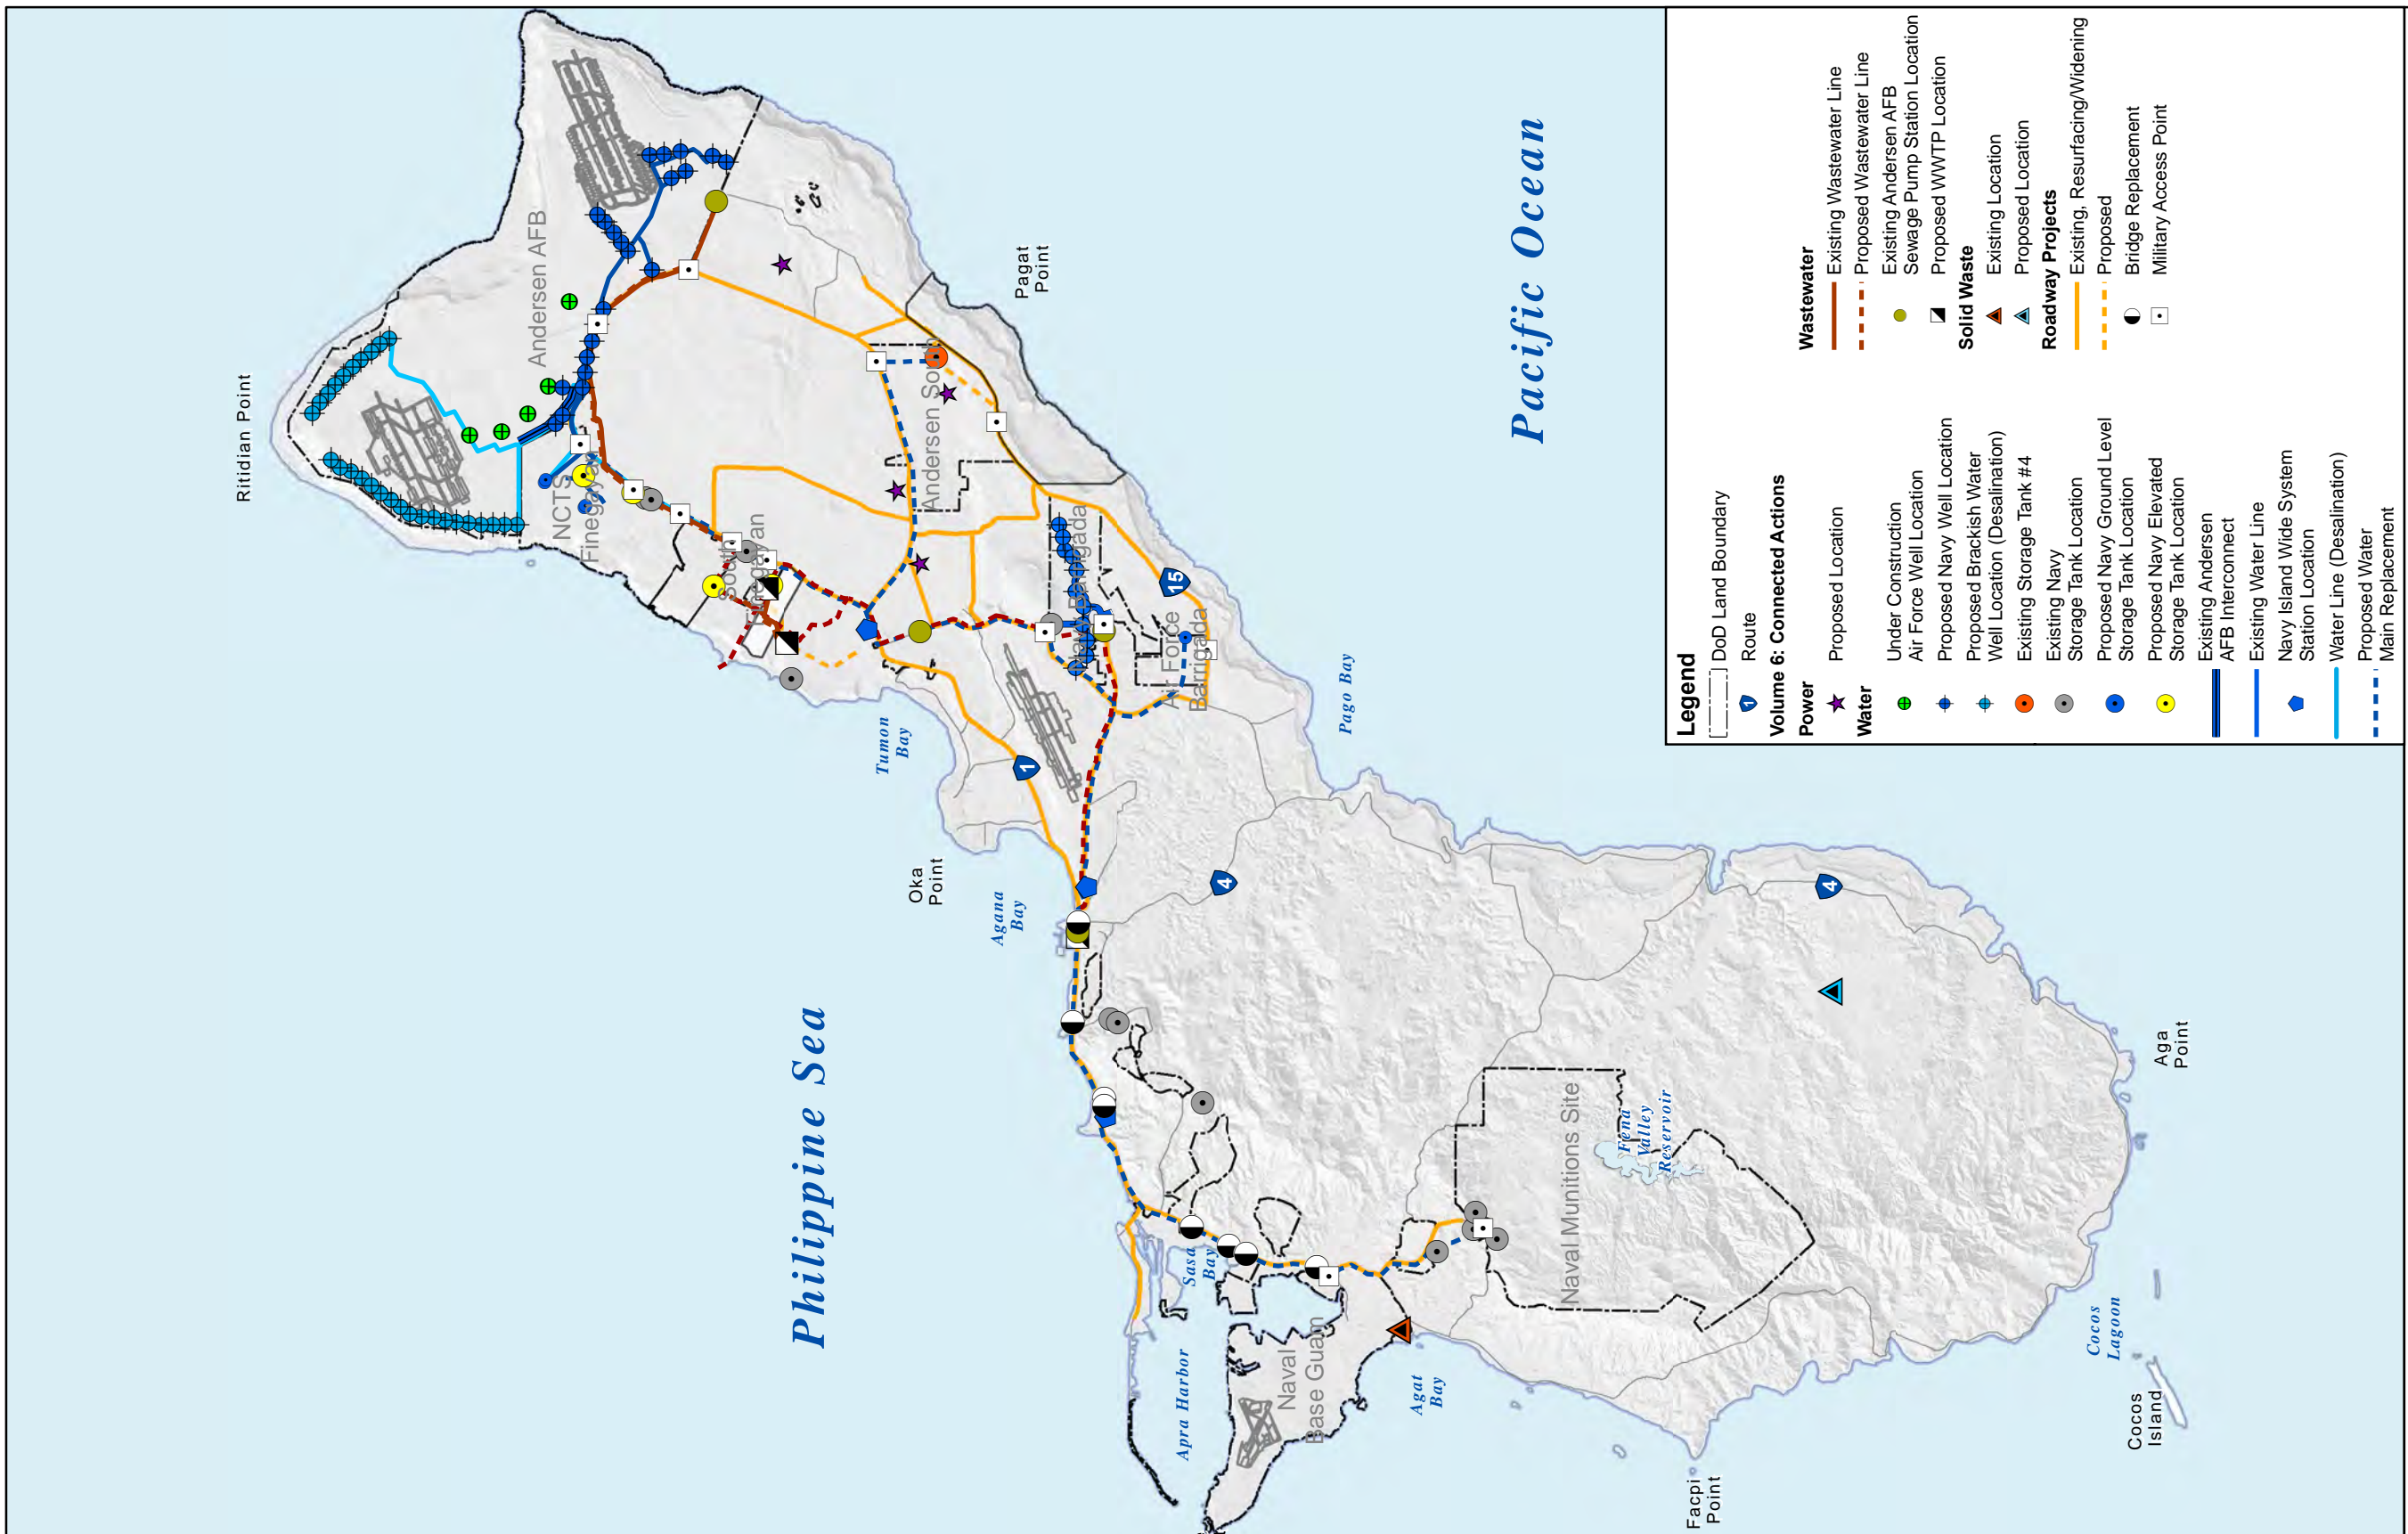 Ritidian Point
Andersen AFB
NCTS
Finegayan
South
Finegayan
Andersen South
Pagat
Point
Pacific Ocean
Navy Barrigada
15
Air Force
Barrigada
Tumon
Bay
1
Pago Bay
Oka
Point
Agana
Bay
4
4
Philippine Sea
Sasa
Bay
Apra Harbor
Naval
Base Guam
Agat
Bay
Naval Munitions Site
Fena
Valley
Reservoir
Aga
Point
Cocos
Lagoon
Cocos
Island
Facpi
Point
Legend
DoD Land Boundary
1
Route
Volume 6: Connected Actions
Power
Proposed Location
Water
Under Construction
Air Force Well Location
Proposed Navy Well Location
Proposed Brackish Water
Well Location (Desalination)
Existing Storage Tank #4
Existing Navy
Storage Tank Location
Proposed Navy Ground Level
Storage Tank Location
Proposed Navy Elevated
Storage Tank Location
Existing Andersen
AFB Interconnect
Existing Water Line
Navy Island Wide System
Station Location
Water Line (Desalination)
Proposed Water
Main Replacement
Wastewater
Existing Wastewater Line
Proposed Wastewater Line
Existing Andersen AFB
Sewage Pump Station Location
Proposed WWTP Location
Solid Waste
Existing Location
Proposed Location
Roadway Projects
Existing, Resurfacing/Widening
Proposed
Bridge Replacement
Military Access Point